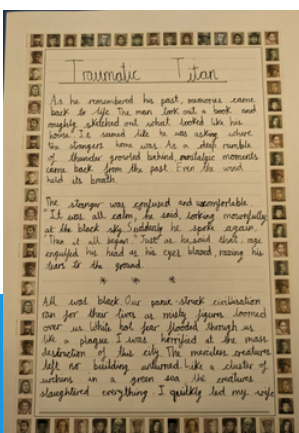 Traumatic Titan
As he remembered his past, memories came
back to life. The man took out a book and
roughly sketched out what looked like his
house. It seemed like he was asking where
the strangers home was. As a deep rumble
of thunder growled behind, nostalgic moments
came back from the past. Even the wind
held its breath.
The stranger was confused and uncomfortable.
"It was all calm, he said, looking mournfully
at the black sky. Suddenly he spoke again.
"Then it all began." Just as he said that, rage
engulfed his head as his eyes blazed, razing his
tears to the ground.
* * *
All was black. Our panic-struck civilisation
ran for their lives as misty figures loomed
over us. White hot fear flooded through us
like a plague. I was horrified at the mass
destruction of this city. The merciless creatures
left no building unturned. Like a cluster of
urchins in a green sea the creatures
slaughtered everything. I quikly led my wife